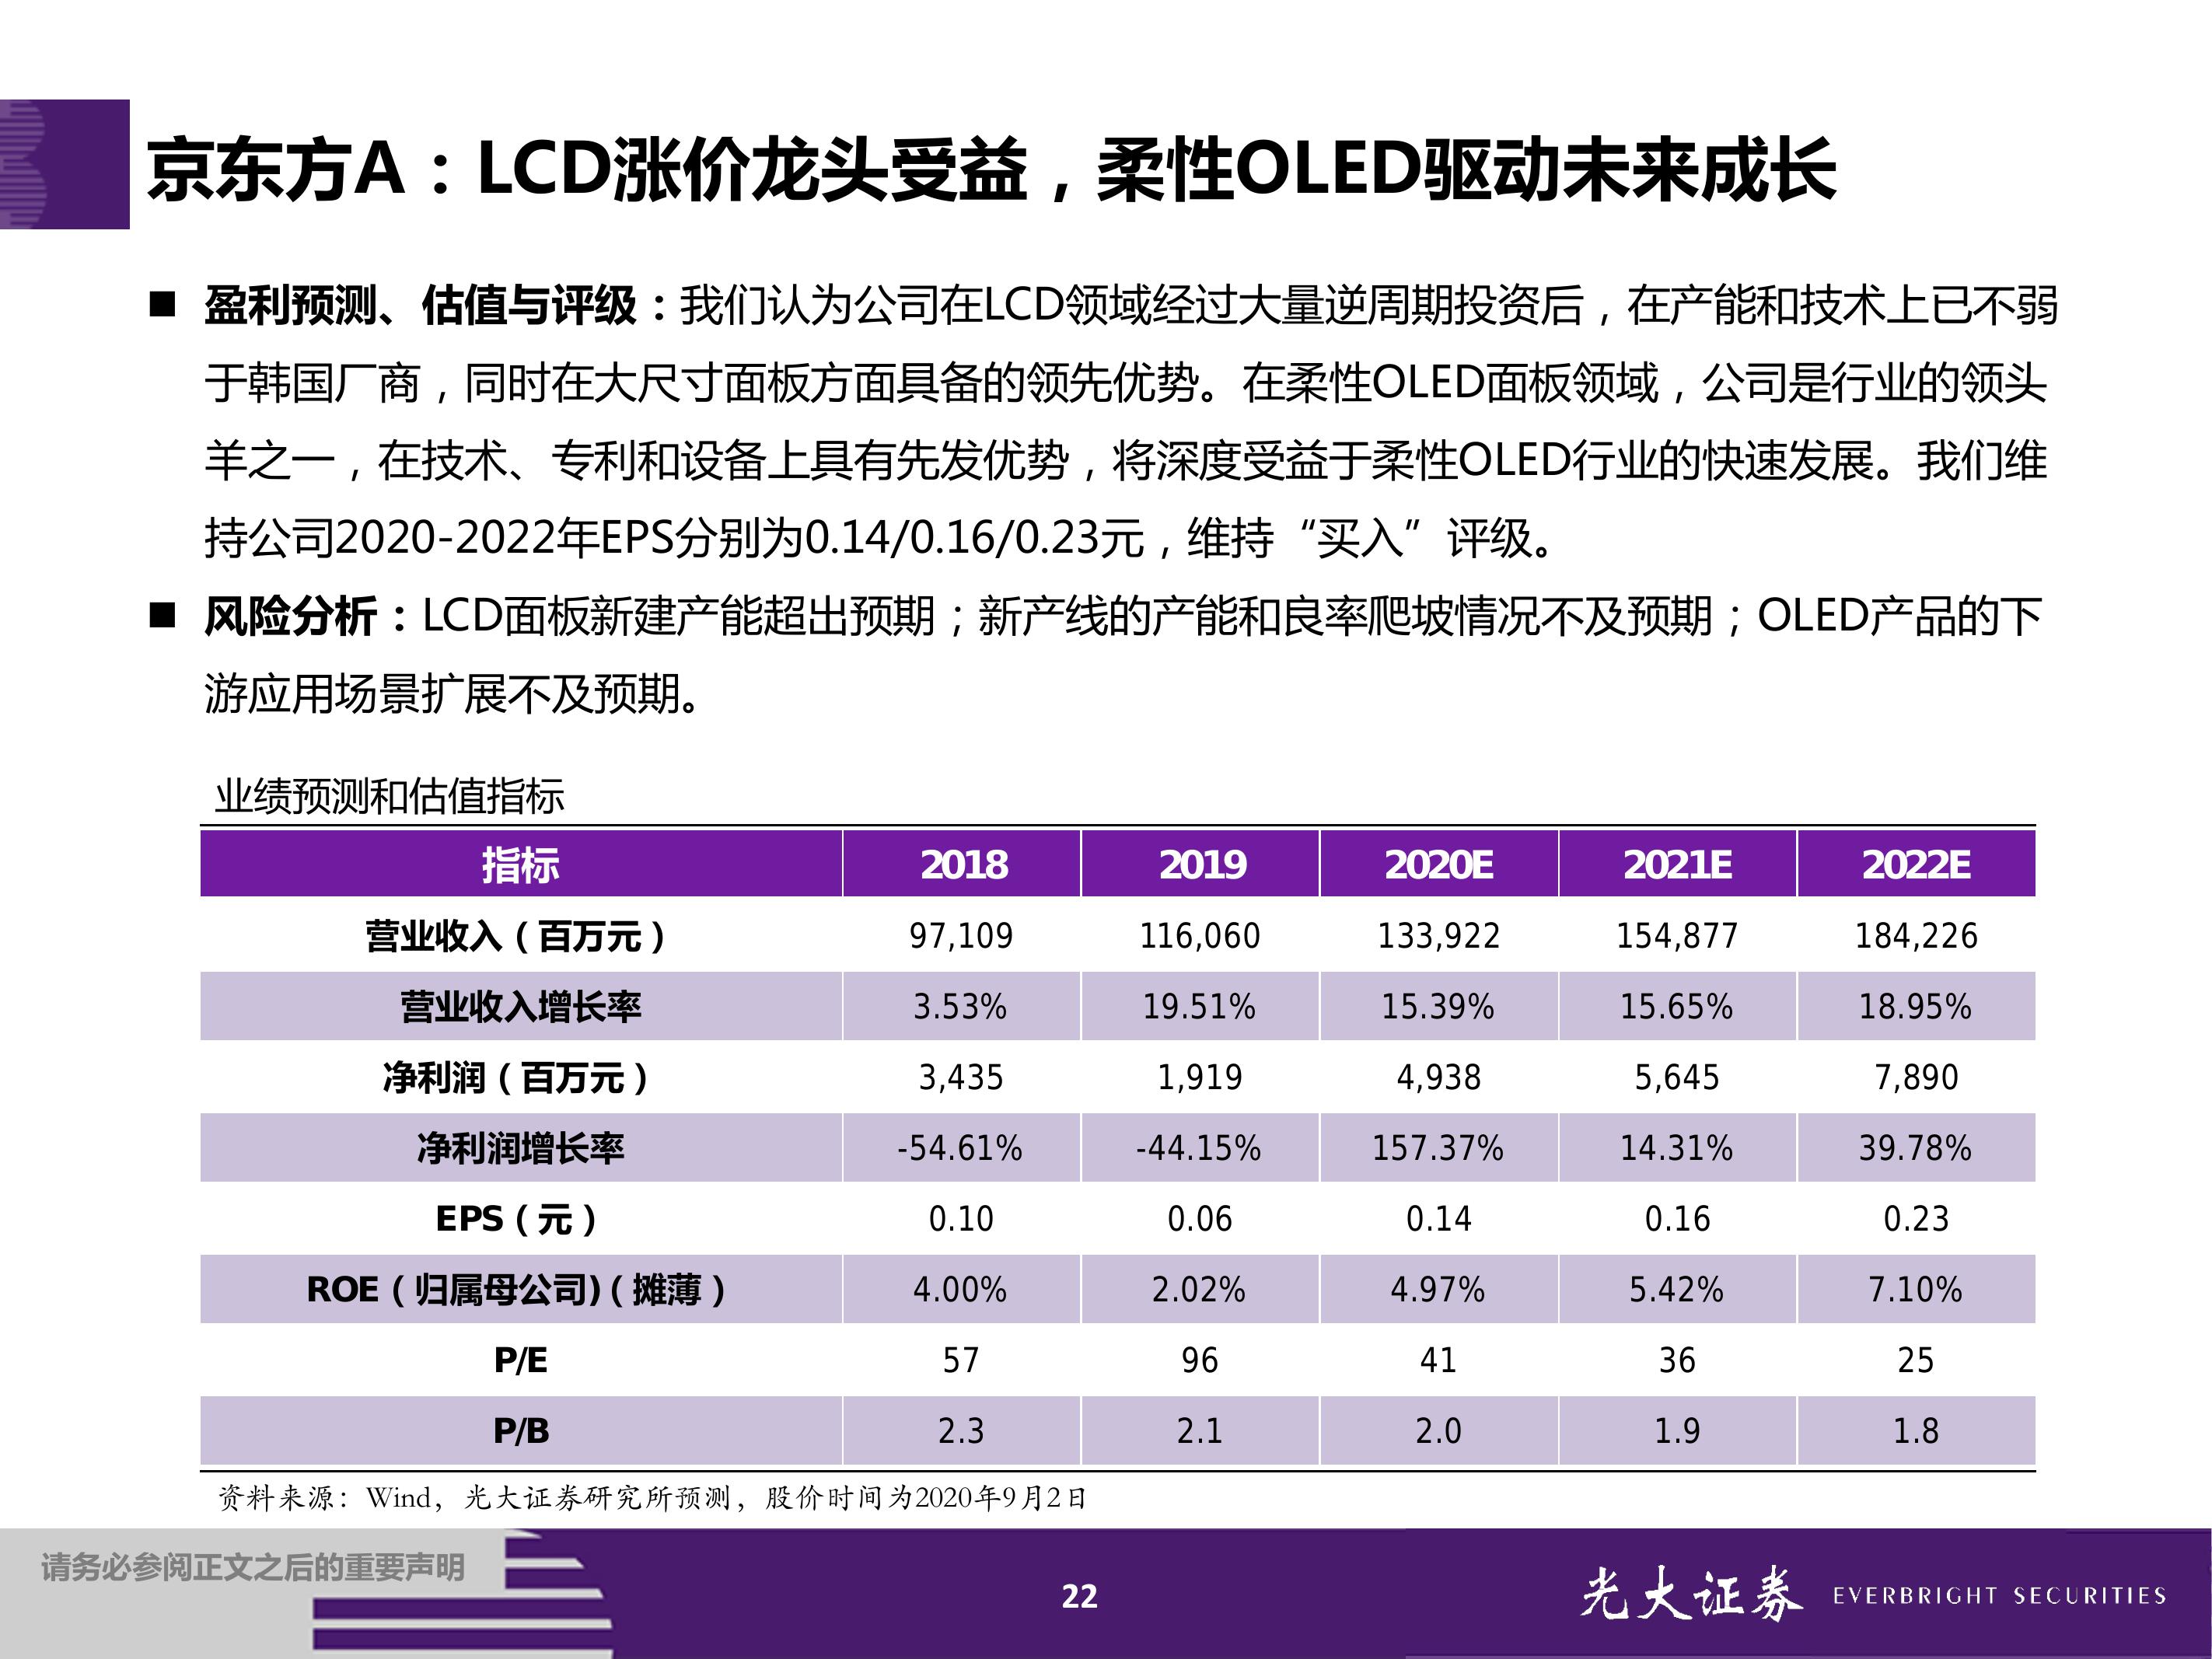 京东方A：LCD涨价龙头受益，柔性OLED驱动未来成长
■ 盈利预测、估值与评级：我们认为公司在LCD领域经过大量逆周期投资后，在产能和技术上已不弱
于韩国厂商，同时在大尺寸面板方面具备的领先优势。在柔性OLED面板领域，公司是行业的领头
羊之一，在技术、专利和设备上具有先发优势，将深度受益于柔性OLED行业的快速发展。我们维
持公司2020-2022年EPS分别为0.14/0.16/0.23元，维持“买入”评级。
■ 风险分析：LCD面板新建产能超出预期；新产线的产能和良率爬坡情况不及预期；OLED产品的下
游应用场景扩展不及预期。
业绩预测和估值指标
指标 2018 2019 2020E 2021E 2022E
营业收入（百万元） 97,109 116,060 133,922 154,877 184,226
营业收入增长率 3.53% 19.51% 15.39% 15.65% 18.95%
净利润（百万元） 3,435 1,919 4,938 5,645 7,890
净利润增长率 -54.61% -44.15% 157.37% 14.31% 39.78%
EPS（元） 0.10 0.06 0.14 0.16 0.23
ROE（归属母公司)（摊薄） 4.00% 2.02% 4.97% 5.42% 7.10%
P/E 57 96 41 36 25
P/B 2.3 2.1 2.0 1.9 1.8
资料来源：Wind，光大证券研究所预测，股价时间为2020年9月2日
请务必参阅正文之后的重要声明
22
光大证券 EVERBRIGHT SECURITIES